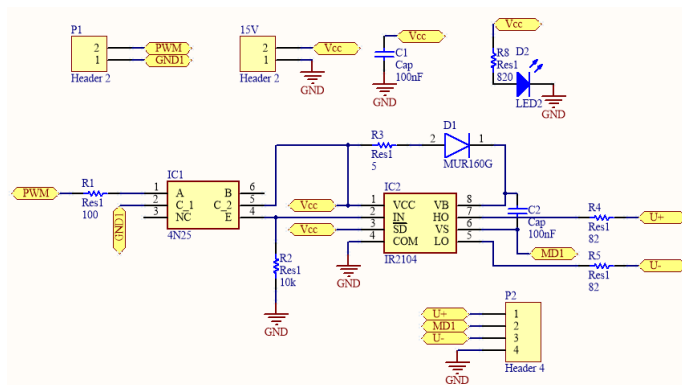 P1
2 PWM
1 GND1
Header 2
15V
2 Vcc
1
Header 2
GND
Vcc
C1
Cap
100nF
GND
Vcc
R8
Res1
820
D2
LED2
GND
PWM
R1
Res1
100
GND1
IC1
1 A B 6
2 C_1 C_2 5
3 NC E 4
4N25
R2
Res1
10k
GND
R3
Res1
5
D1
2 1
MUR160G
Vcc
Vcc
GND
IC2
1 VCC VB 8
2 IN HO 7
3 SD VS 6
4 COM LO 5
IR2104
C2
Cap
100nF
MD1
R4
Res1
82
U+
R5
Res1
82
U-
P2
U+ 1
MD1 2
U- 3
4
Header 4
GND